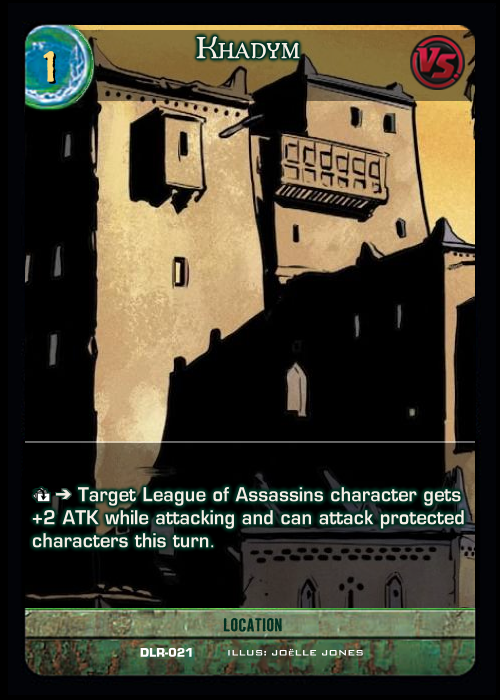 1
Khadym
VS
➔ Target League of Assassins character gets
+2 ATK while attacking and can attack protected
characters this turn.
LOCATION
DLR-021 ILLUS: JOËLLE JONES